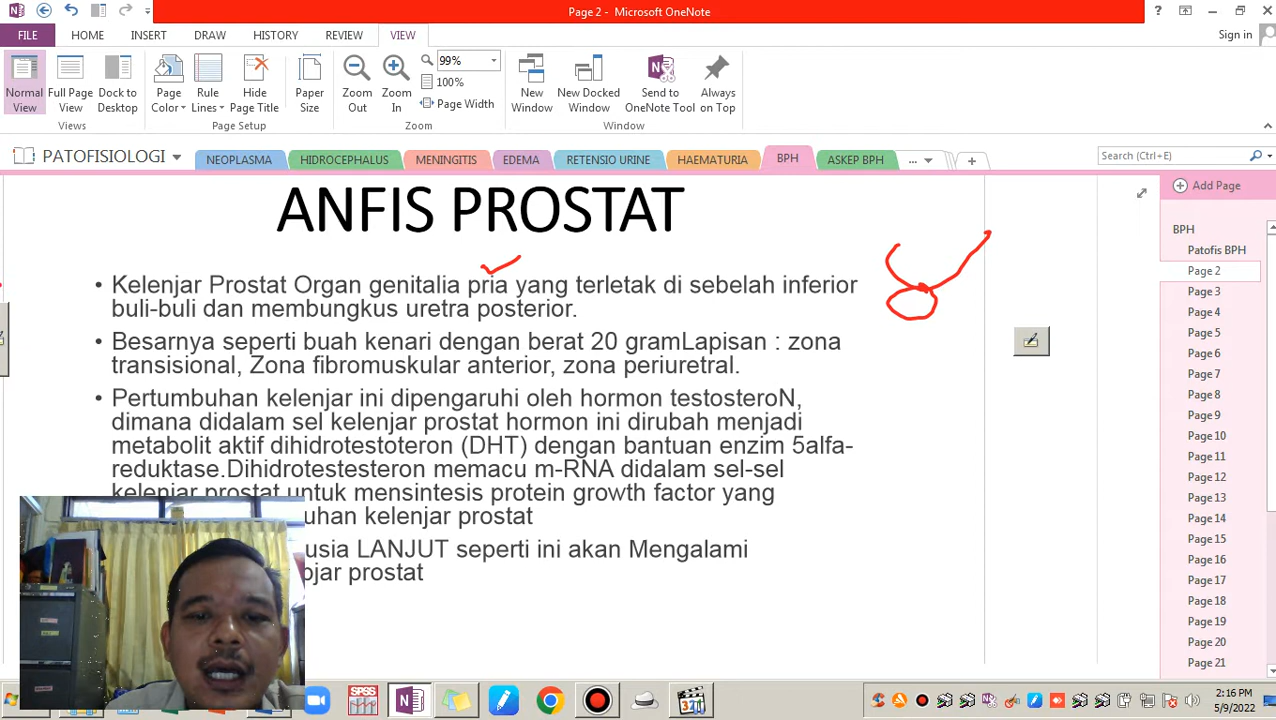 Page 2 - Microsoft OneNote
?
FILE HOME INSERT DRAW HISTORY REVIEW VIEW
Sign in
Normal View
Full Page View
Dock to Desktop
Views
Page Color
Rule Lines
Hide Page Title
Paper Size
Page Setup
Zoom Out
Zoom In
99%
100%
Page Width
Zoom
New Window
New Docked Window
Send to OneNote Tool
Always on Top
Window
PATOFISIOLOGI
NEOPLASMA HIDROCEPHALUS MENINGITIS EDEMA RETENSIO URINE HAEMATURIA BPH ASKEP BPH ... +
Search (Ctrl+E)
ANFIS PROSTAT
• Kelenjar Prostat Organ genitalia pria yang terletak di sebelah inferior
buli-buli dan membungkus uretra posterior.
• Besarnya seperti buah kenari dengan berat 20 gramLapisan : zona
transisional, Zona fibromuskular anterior, zona periuretral.
• Pertumbuhan kelenjar ini dipengaruhi oleh hormon testosteroN,
dimana didalam sel kelenjar prostat hormon ini dirubah menjadi
metabolit aktif dihidrotestoteron (DHT) dengan bantuan enzim 5alfa-
reduktase.Dihidrotestesteron memacu m-RNA didalam sel-sel
kelenjar prostat untuk mensintesis protein growth factor yang
uhan kelenjar prostat
usia LANJUT seperti ini akan Mengalami
ojar prostat
Add Page
BPH
Patofis BPH
Page 2
Page 3
Page 4
Page 5
Page 6
Page 7
Page 8
Page 9
Page 10
Page 11
Page 12
Page 13
Page 14
Page 15
Page 16
Page 17
Page 18
Page 19
Page 20
Page 21
SPSS
321
2:16 PM
5/9/2022